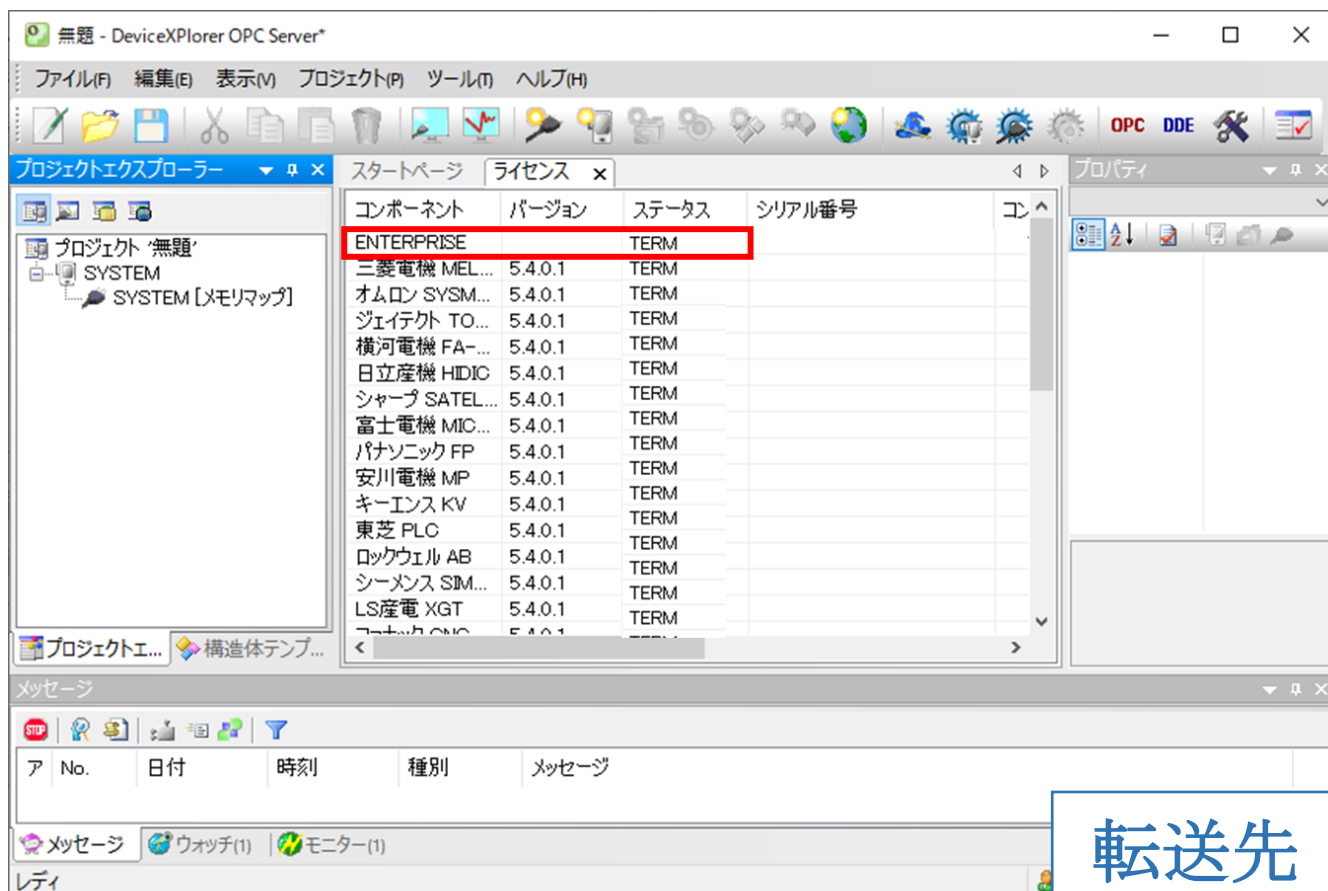 無題 - DeviceXPlorer OPC Server*
ファイル(F) 編集(E) 表示(V) プロジェクト(P) ツール(T) ヘルプ(H)
OPC DDE
プロジェクトエクスプローラー
プロジェクト '無題'
SYSTEM
SYSTEM [メモリマップ]
プロジェクトエ... 構造体テンプ...
スタートページ ライセンス
コンポーネント バージョン ステータス シリアル番号 コン
ENTERPRISE TERM
三菱電機 MEL... 5.4.0.1 TERM
オムロン SYSM... 5.4.0.1 TERM
ジェイテクト TO... 5.4.0.1 TERM
横河電機 FA-... 5.4.0.1 TERM
日立産機 HIDIC 5.4.0.1 TERM
シャープ SATEL... 5.4.0.1 TERM
富士電機 MIC... 5.4.0.1 TERM
パナソニック FP 5.4.0.1 TERM
安川電機 MP 5.4.0.1 TERM
キーエンス KV 5.4.0.1 TERM
東芝 PLC 5.4.0.1 TERM
ロックウェル AB 5.4.0.1 TERM
シーメンス SIM... 5.4.0.1 TERM
LS産電 XGT 5.4.0.1 TERM
ファナック CNC 5.4.0.1 TERM
プロパティ
メッセージ
STOP
ア No. 日付 時刻 種別 メッセージ
メッセージ ウォッチ(1) モニター(1)
レディ
転送先